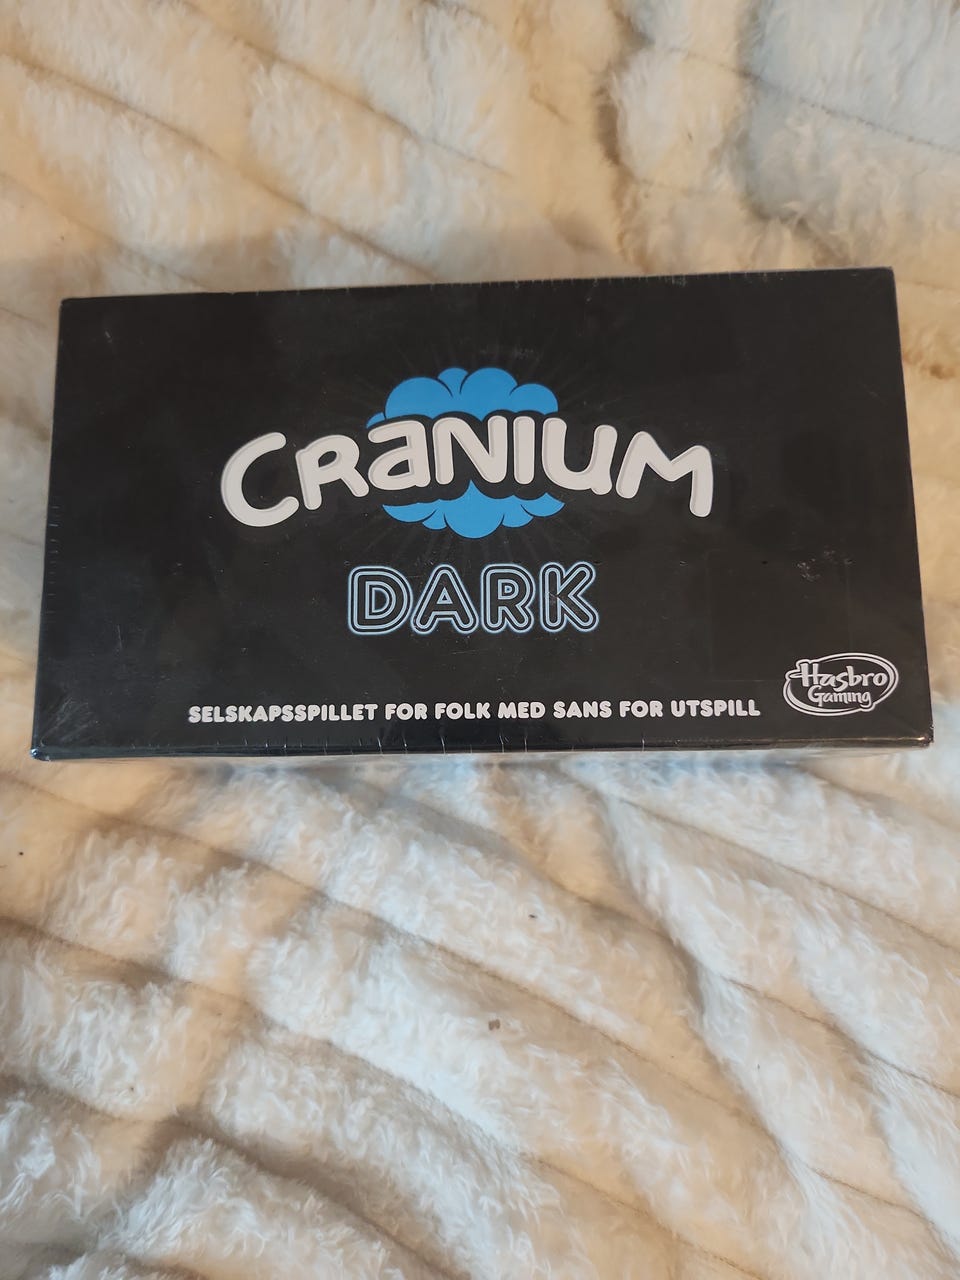 CRaNIUM
DARK
SELSKAPSSPILLET FOR FOLK MED SANS FOR UTSPILL
Hasbro
Gaming